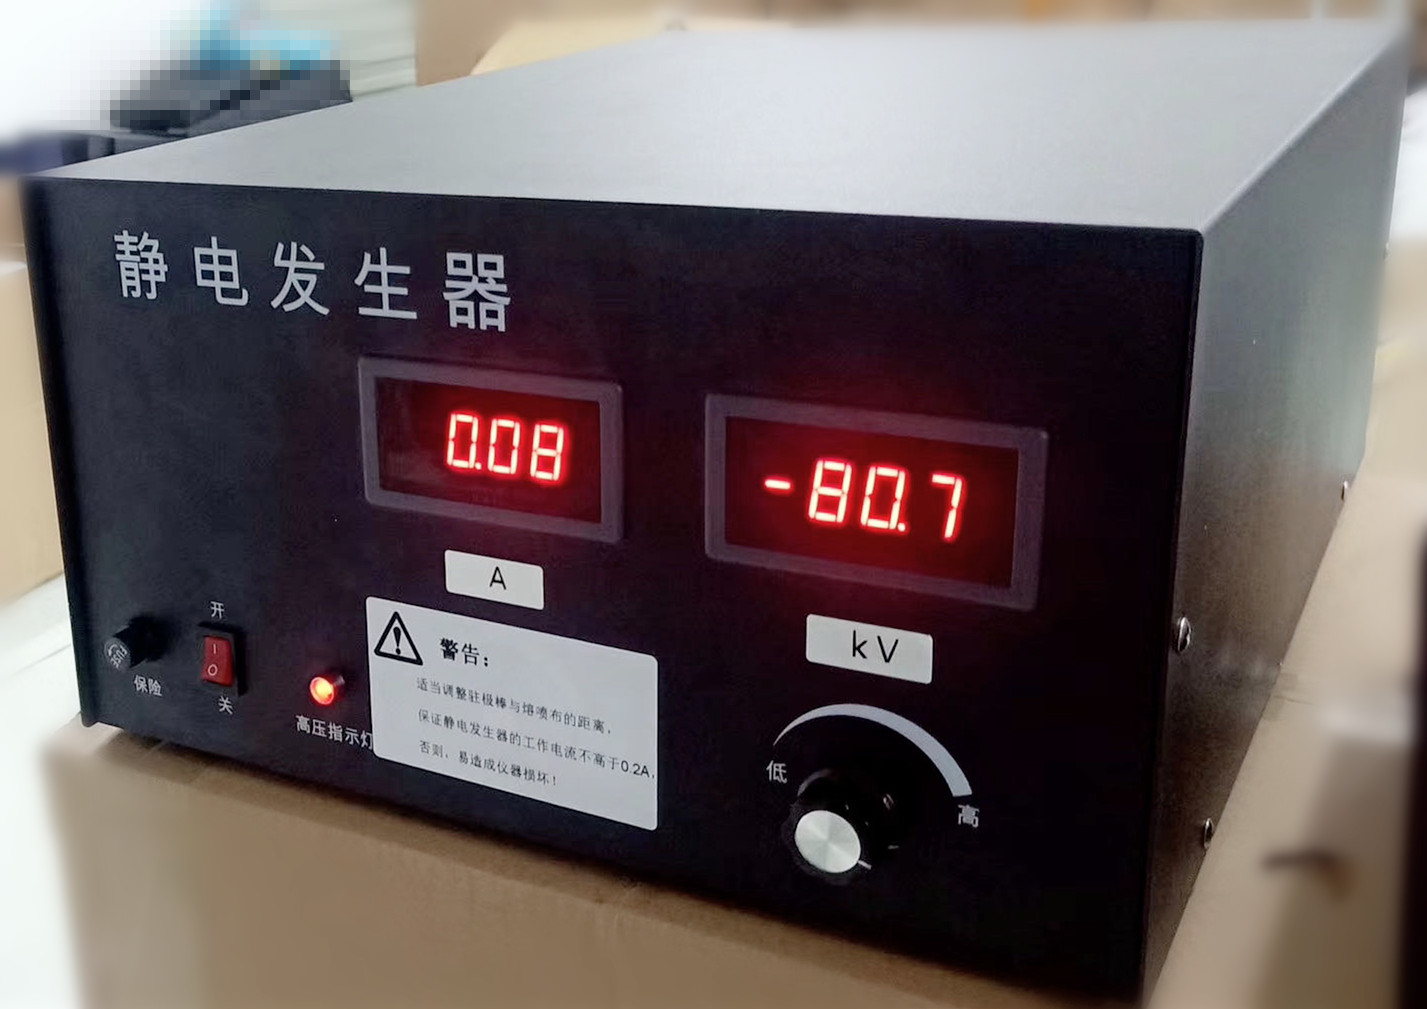 静电发生器
0.08
-80.7
A
kV
开
I
O
关
FUSE
保险
高压指示灯
警告：
适当调整驻极棒与熔喷布的距离，
保证静电发生器的工作电流不高于0.2A，
否则，易造成仪器损坏！
低
高